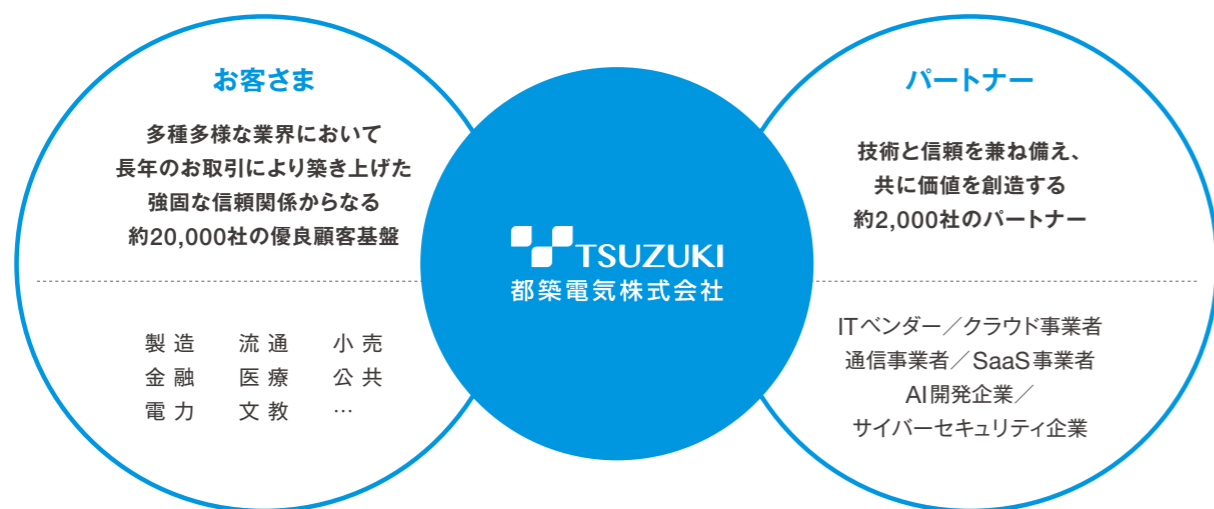 お客さま
多種多様な業界において
長年のお取引により築き上げた
強固な信頼関係からなる
約20,000社の優良顧客基盤
製造 流通 小売
金融 医療 公共
電力 文教 …
TSUZUKI
都築電気株式会社
パートナー
技術と信頼を兼ね備え、
共に価値を創造する
約2,000社のパートナー
ITベンダー／クラウド事業者
通信事業者／SaaS事業者
AI開発企業／
サイバーセキュリティ企業